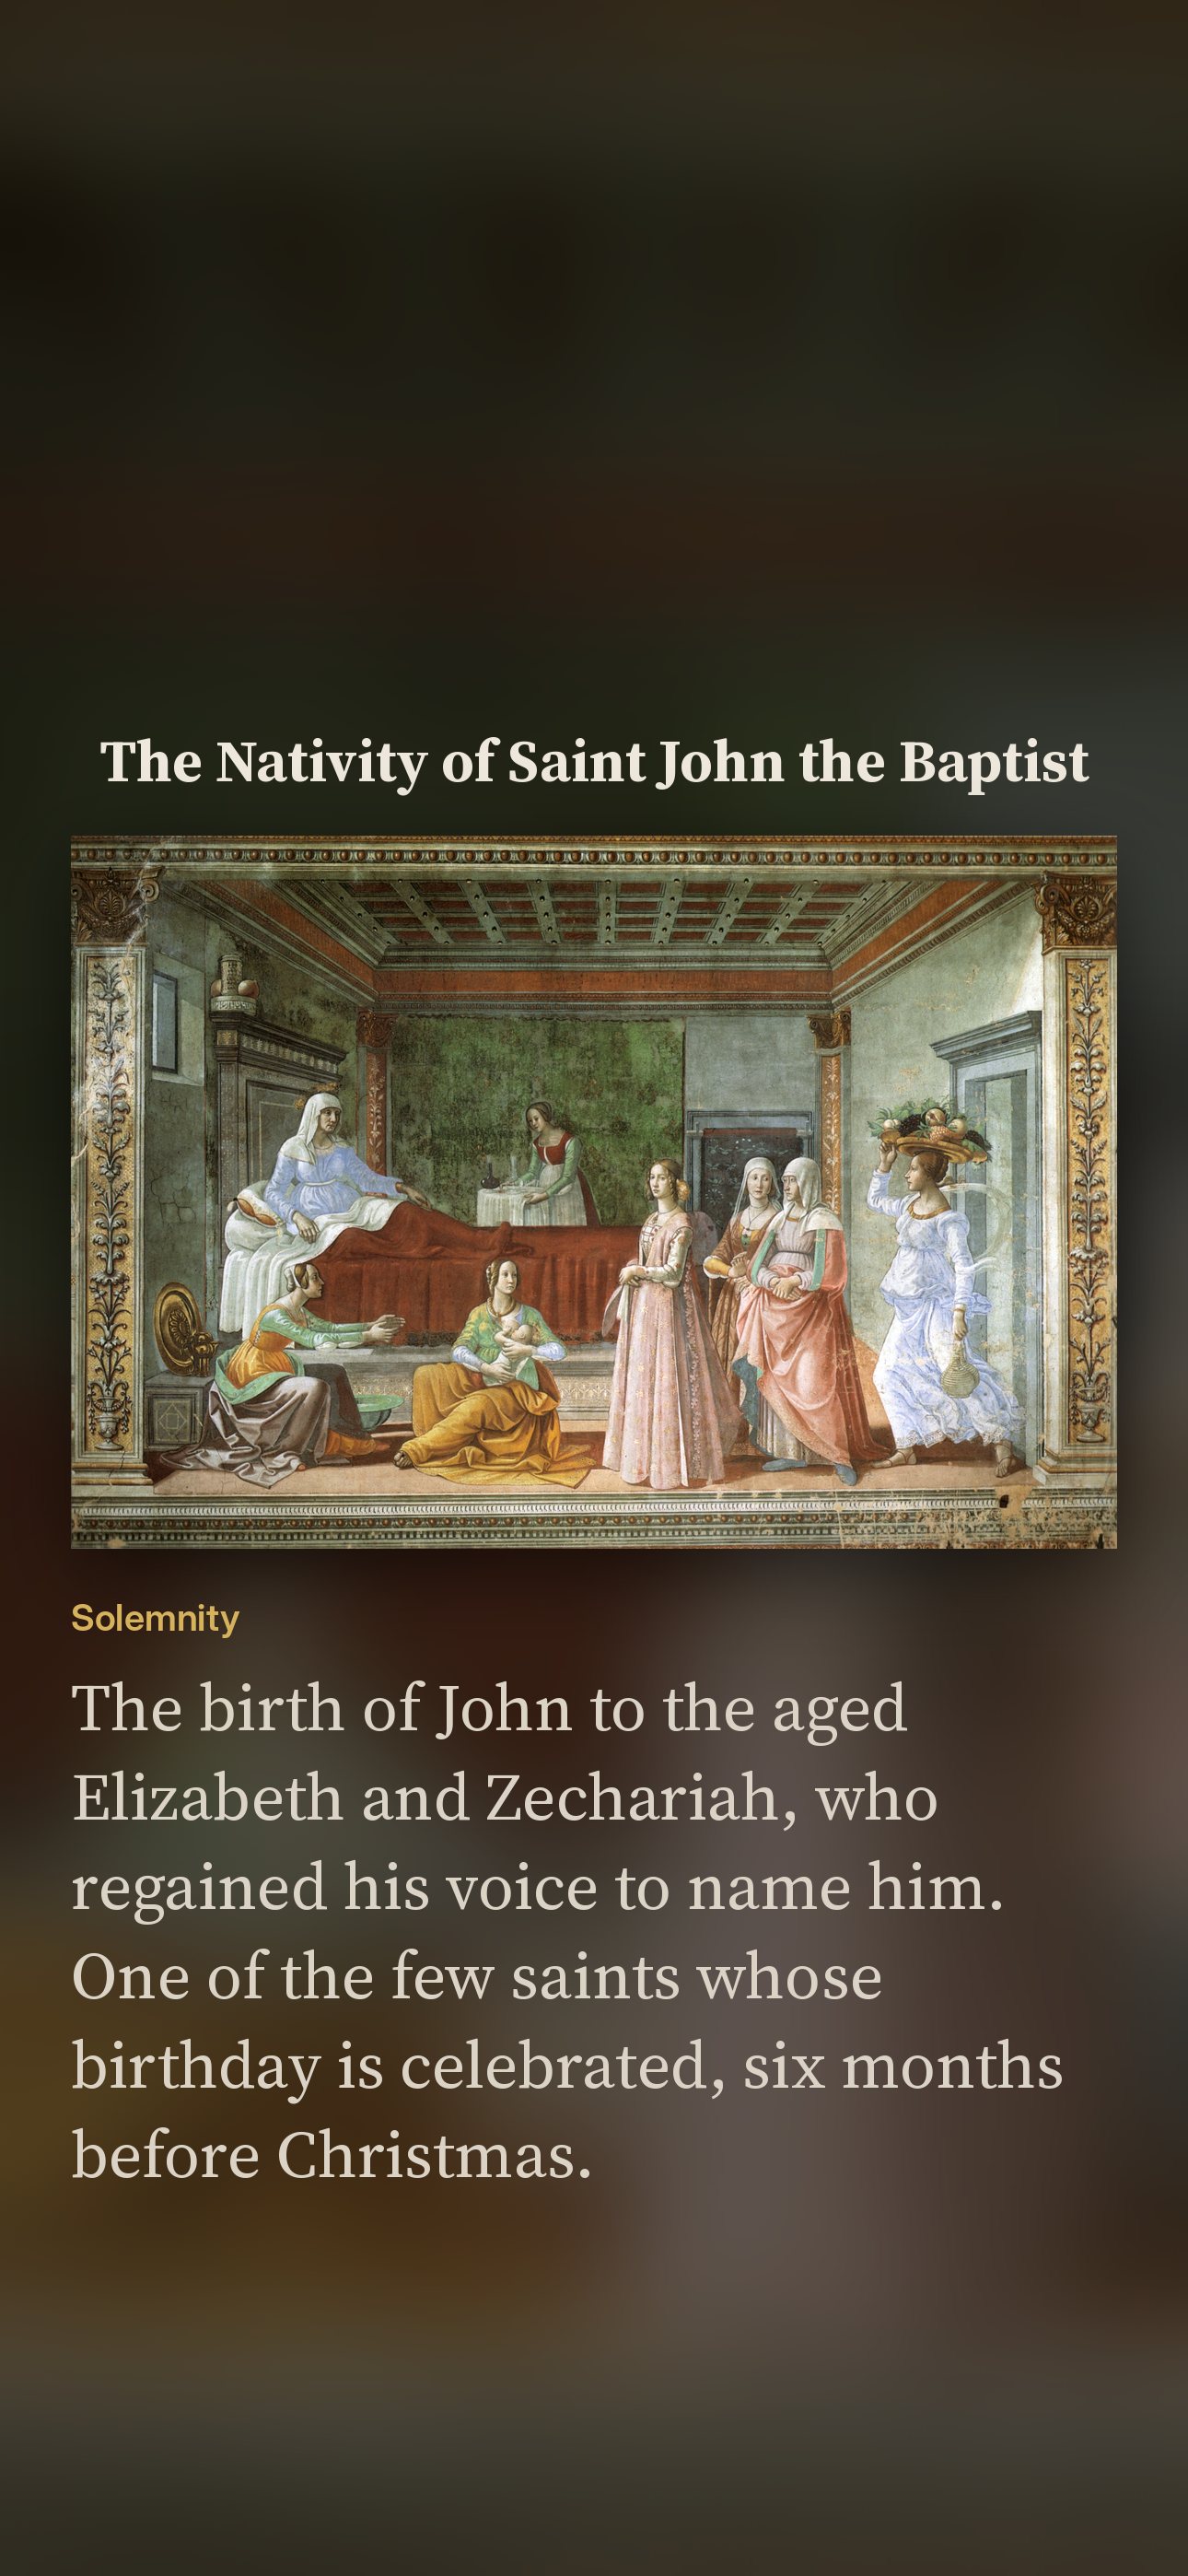 The Nativity of Saint John the Baptist
Solemnity
The birth of John to the aged
Elizabeth and Zechariah, who
regained his voice to name him.
One of the few saints whose
birthday is celebrated, six months
before Christmas.